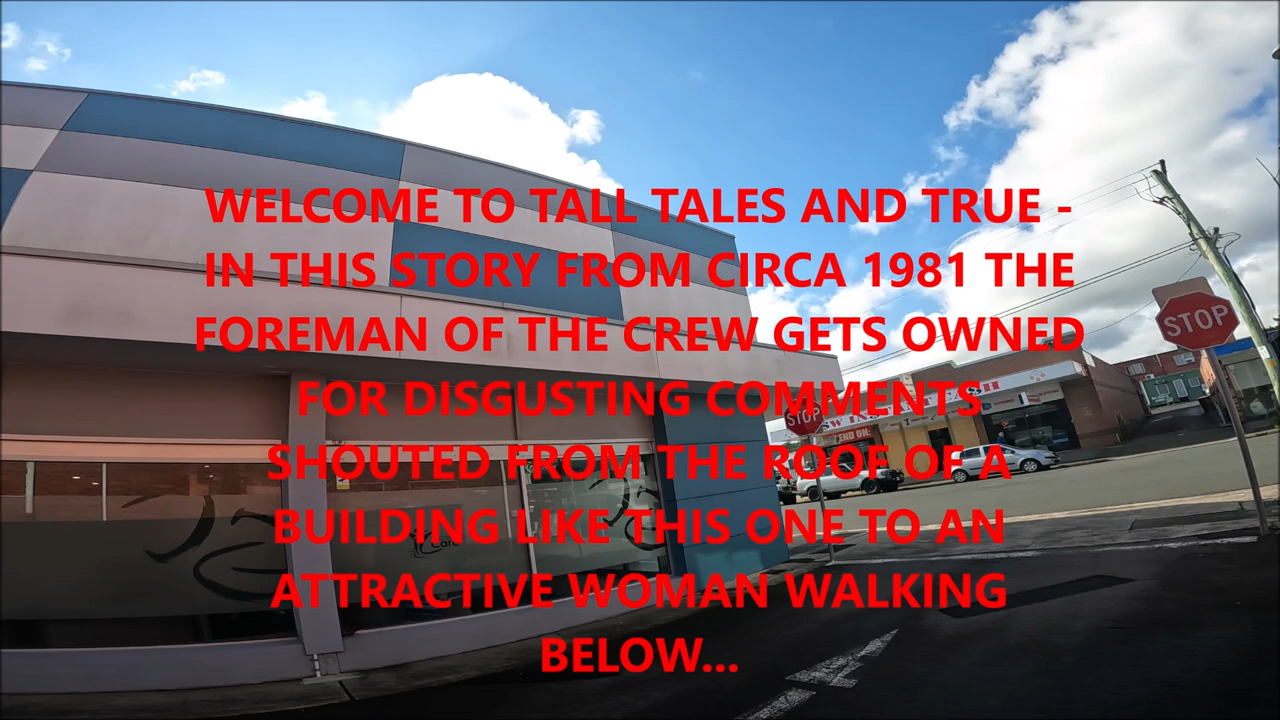 WELCOME TO TALL TALES AND TRUE -
IN THIS STORY FROM CIRCA 1981 THE
FOREMAN OF THE CREW GETS OWNED
FOR DISGUSTING COMMENTS
SHOUTED FROM THE ROOF OF A
BUILDING LIKE THIS ONE TO AN
ATTRACTIVE WOMAN WALKING
BELOW...
STOP
STOP
END ON: